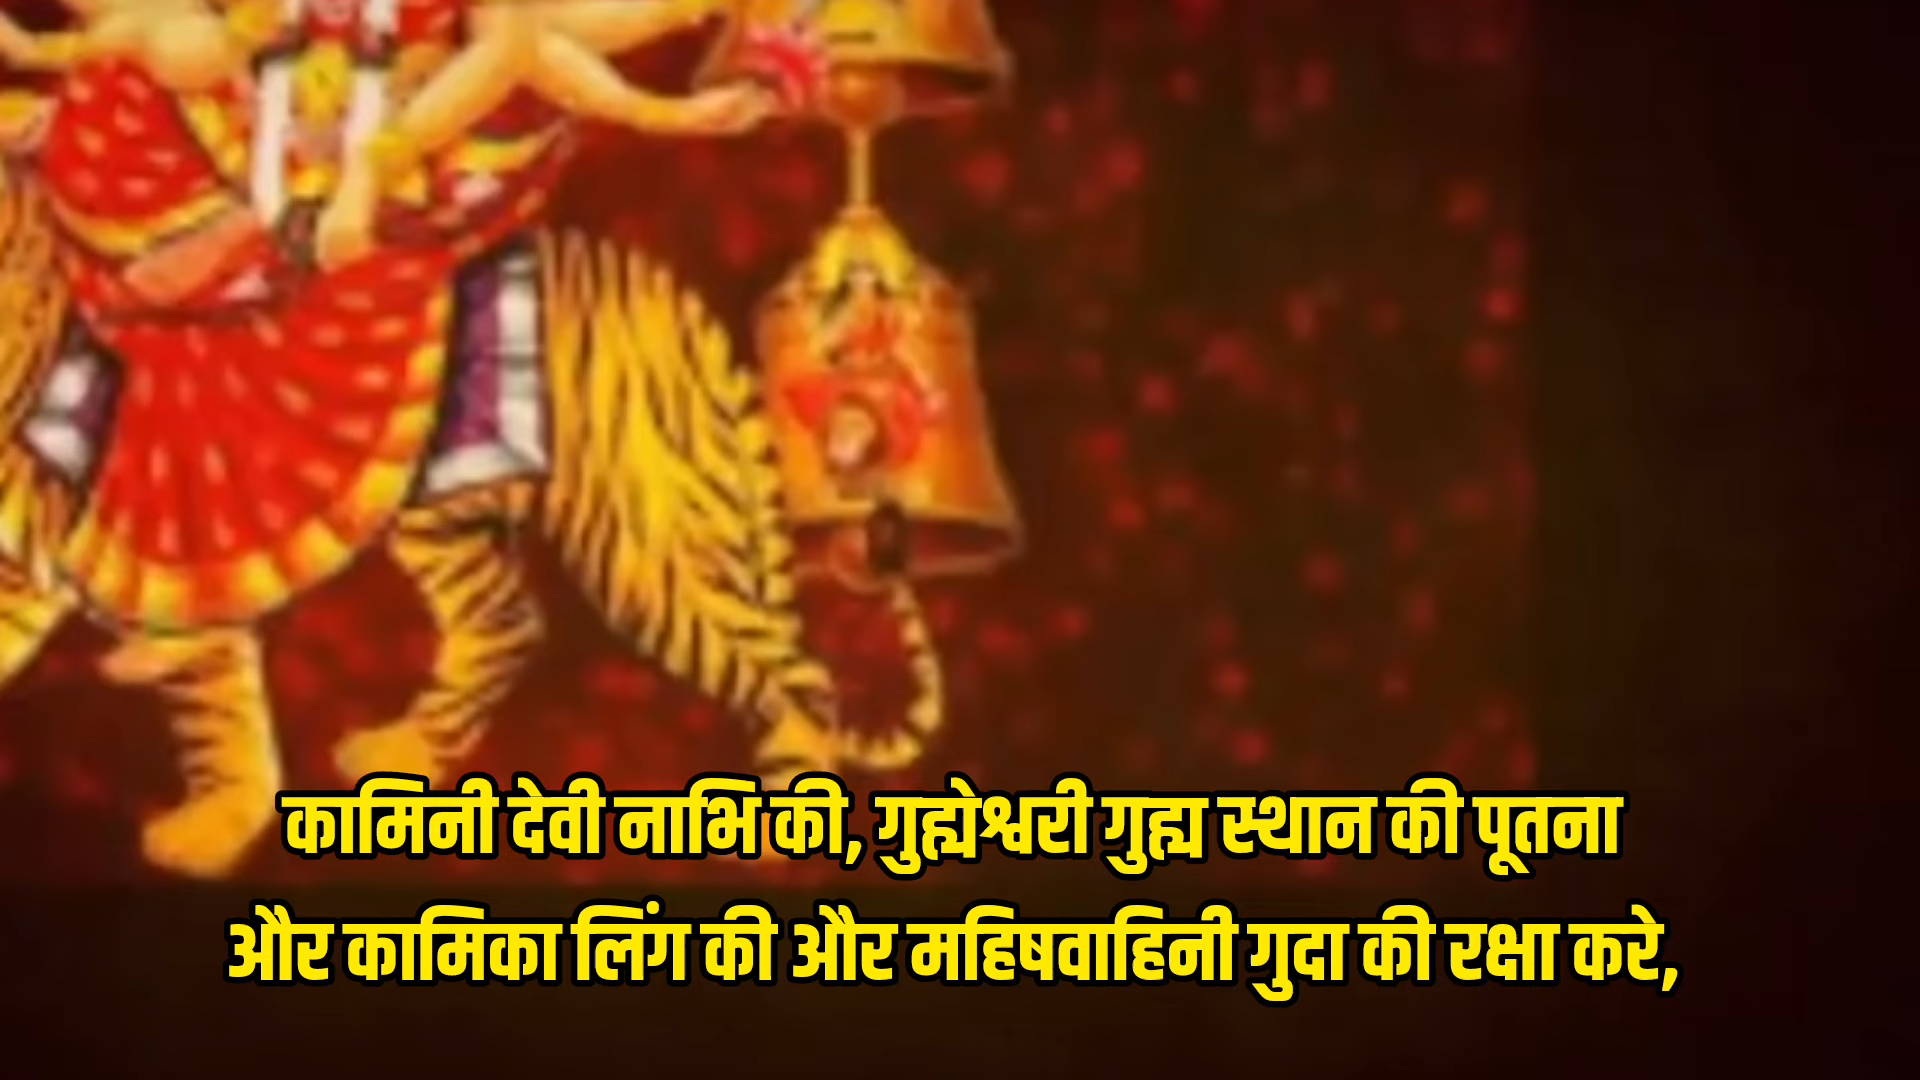 कामिनी देवी नाभि की, गुह्येश्वरी गुह्य स्थान की पूतना
और कामिका लिंग की और महिषवाहिनी गुदा की रक्षा करे,